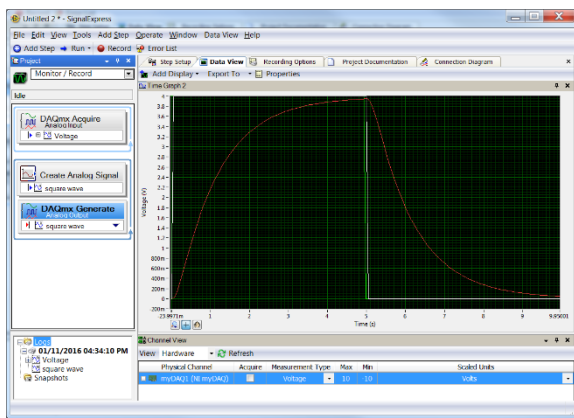 Untitled 2 * - SignalExpress
File Edit View Tools Add Step Operate Window Data View Help
Add Step Run Record Error List
Project
Monitor / Record
Idle
DAQmx Acquire
Analog Input
Voltage
Create Analog Signal
square wave
DAQmx Generate
Analog Output
square wave
Logs
01/11/2016 04:34:10 PM
Voltage
square wave
Snapshots
Step Setup Data View Recording Options Project Documentation Connection Diagram
Add Display Export To Properties
Time Graph 2
Voltage (V)
4
3.8
3.6
3.4
3.2
3
2.8
2.6
2.4
2.2
2
1.8
1.6
1.4
1.2
1
800m
600m
400m
200m
0
-200m
-23.9971m 1 2 3 4 5 6 7 8 9 9.95001
Time (s)
Channel View
View Hardware Refresh
Physical Channel Acquire Measurement Type Max Min Scaled Units
myDAQ1 (NI myDAQ) Voltage 10 -10 Volts